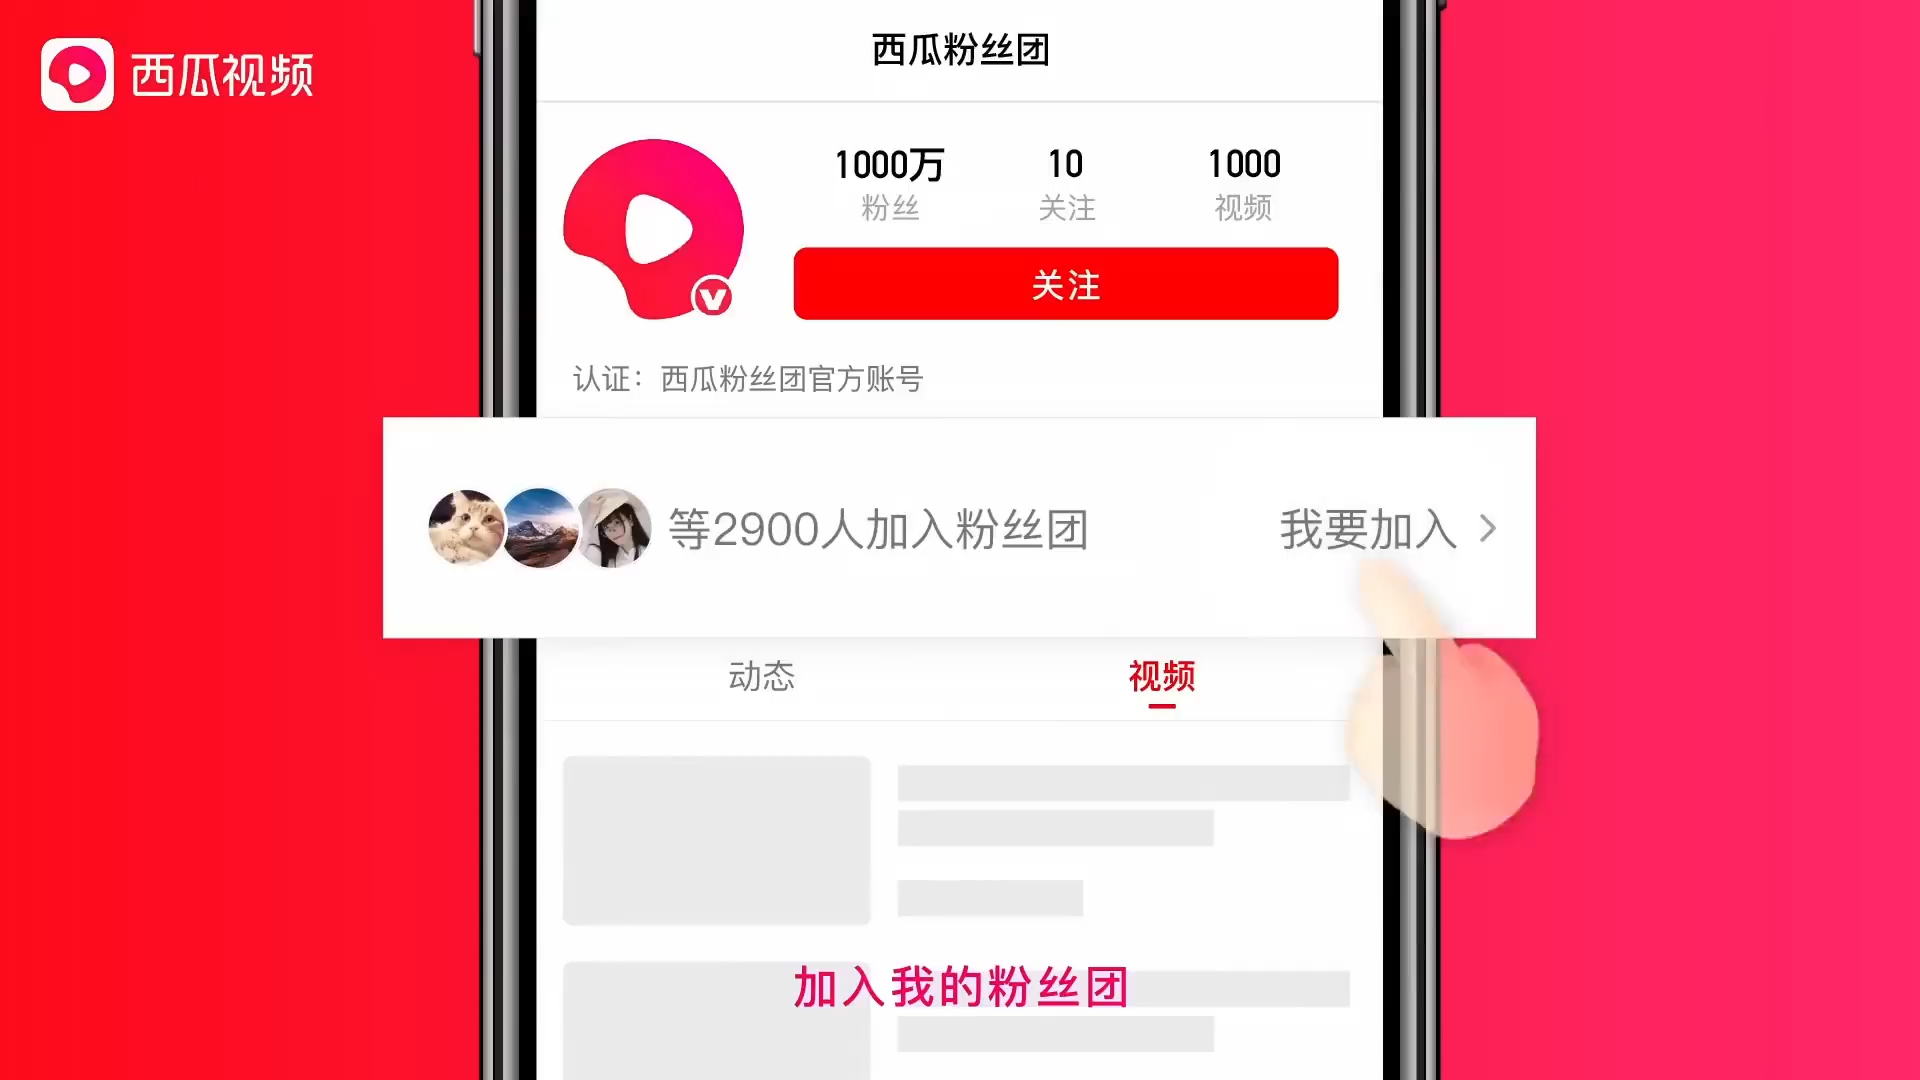 西瓜视频
西瓜粉丝团
1000万
10
1000
粉丝
关注
视频
关注
认证：西瓜粉丝团官方账号
等2900人加入粉丝团
我要加入
动态
视频
加入我的粉丝团